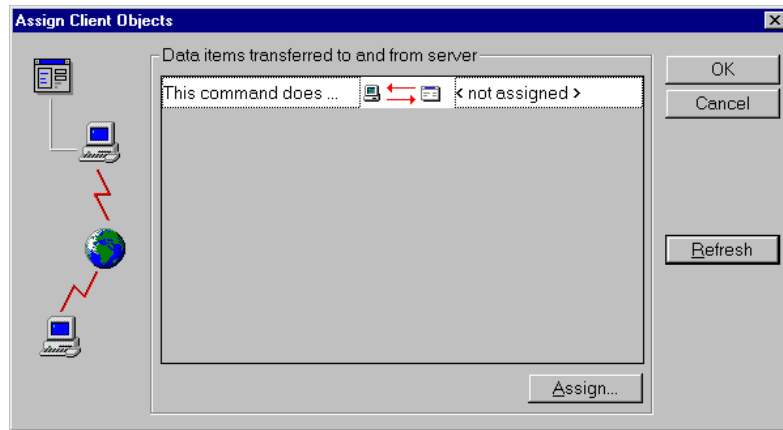 Assign Client Objects
Data items transferred to and from server
This command does ... < not assigned >
OK
Cancel
Refresh
Assign...